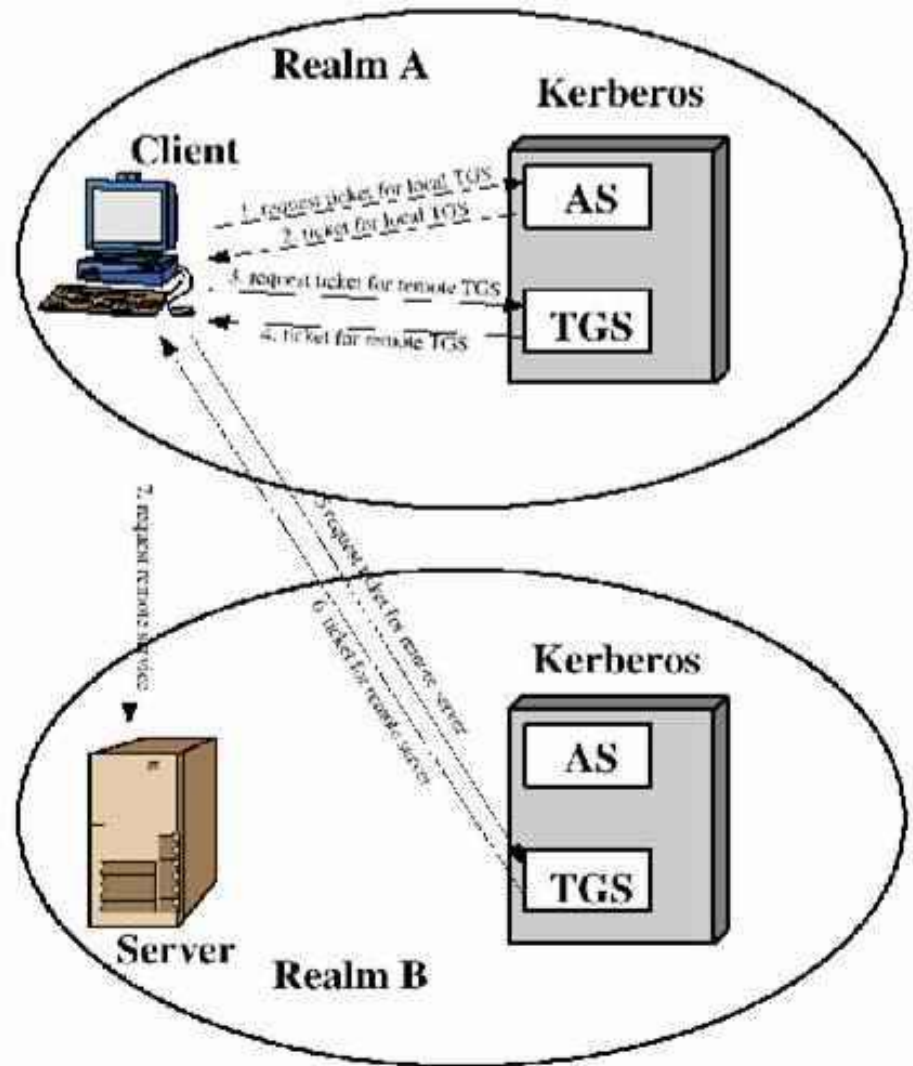 Realm A
Kerberos
Client
1. request ticket for local TGS
AS
2. ticket for local TGS
3. request ticket for remote TGS
TGS
4. ticket for remote TGS
7. request remote service
5 request ticket for remote server
6. ticket for remote server
Kerberos
AS
TGS
Server
Realm B